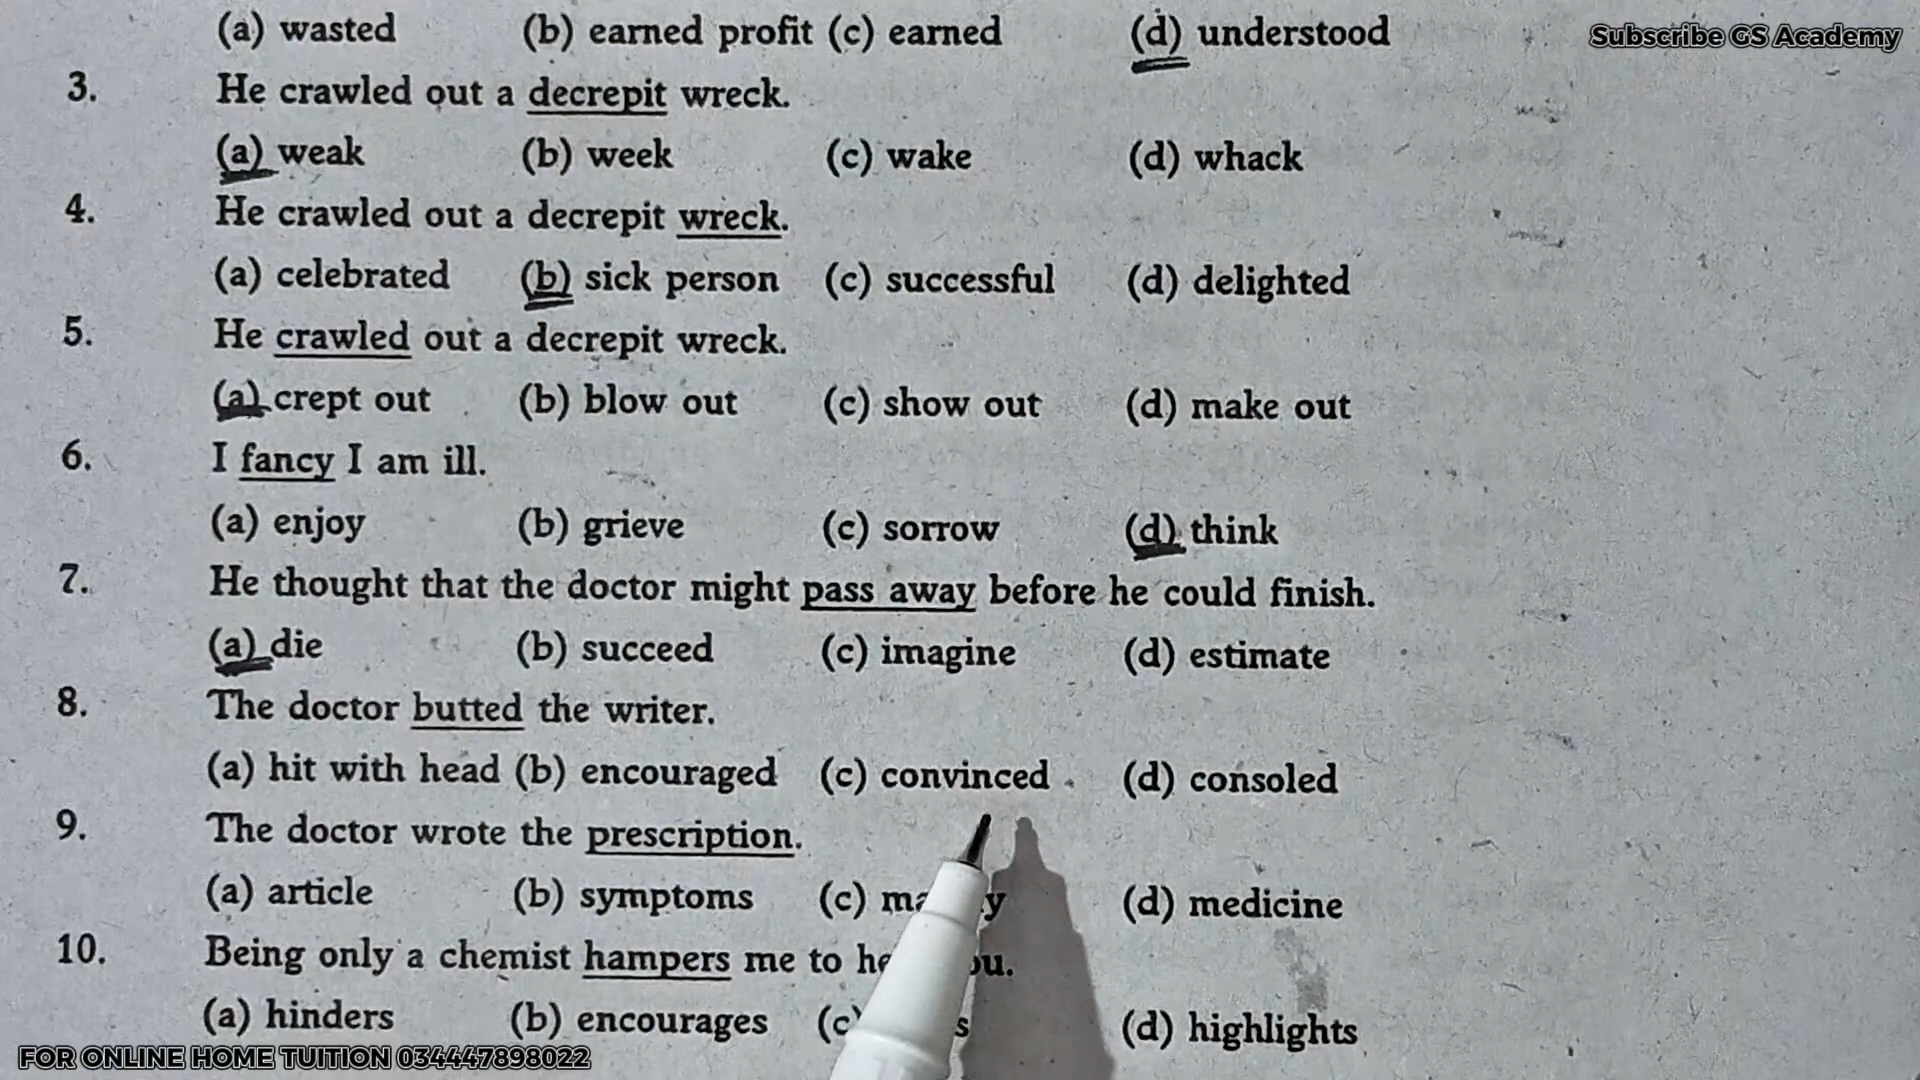 (a) wasted (b) earned profit (c) earned (d) understood
Subscribe GS Academy
3. He crawled out a decrepit wreck.
(a) weak (b) week (c) wake (d) whack
4. He crawled out a decrepit wreck.
(a) celebrated (b) sick person (c) successful (d) delighted
5. He crawled out a decrepit wreck.
(a) crept out (b) blow out (c) show out (d) make out
6. I fancy I am ill.
(a) enjoy (b) grieve (c) sorrow (d) think
7. He thought that the doctor might pass away before he could finish.
(a) die (b) succeed (c) imagine (d) estimate
8. The doctor butted the writer.
(a) hit with head (b) encouraged (c) convinced (d) consoled
9. The doctor wrote the prescription.
(a) article (b) symptoms (c) (d) medicine
10. Being only a chemist hampers me to
(a) hinders (b) encourages (c) (d) highlights
FOR ONLINE HOME TUITION 034447898022